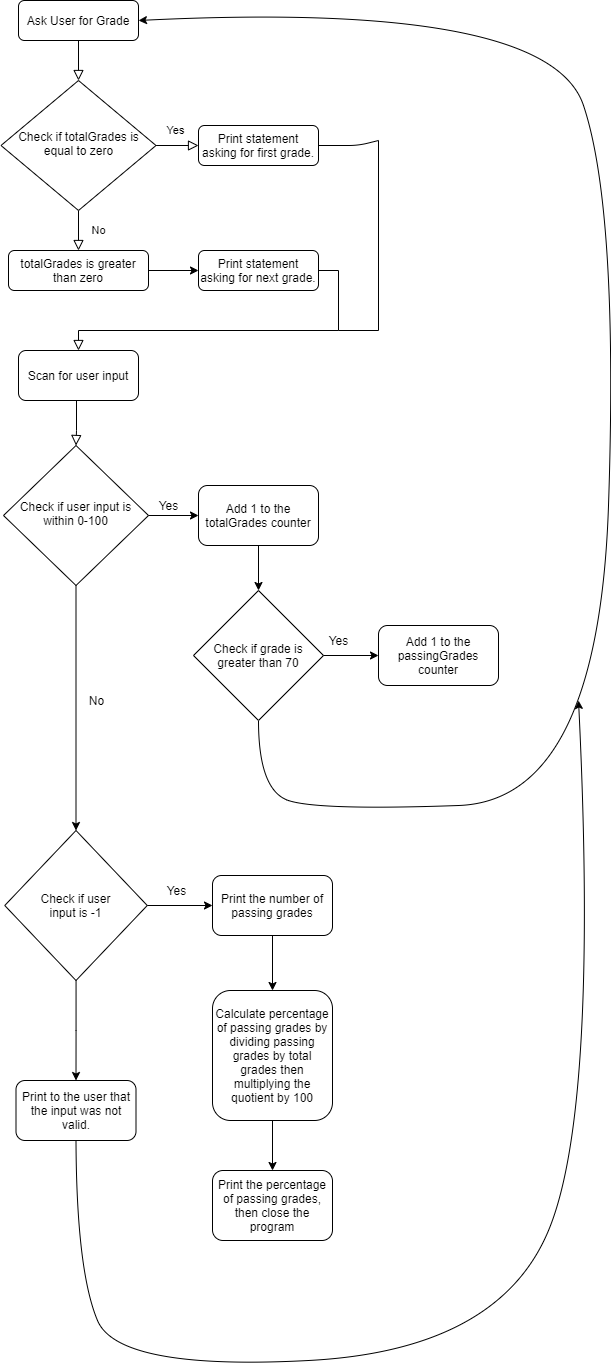 Ask User for Grade
Check if totalGrades is
equal to zero
Yes
Print statement
asking for first grade.
No
totalGrades is greater
than zero
Print statement
asking for next grade.
Scan for user input
Check if user input is
within 0-100
Yes
Add 1 to the
totalGrades counter
Check if grade is
greater than 70
Yes
Add 1 to the
passingGrades
counter
No
Check if user
input is -1
Yes
Print the number of
passing grades
Calculate percentage
of passing grades by
dividing passing
grades by total
grades then
multiplying the
quotient by 100
Print to the user that
the input was not
valid.
Print the percentage
of passing grades,
then close the
program